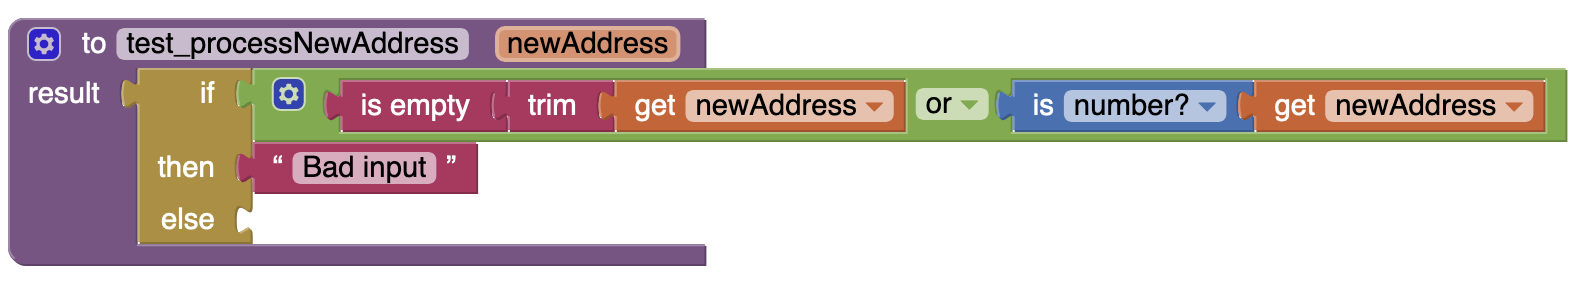 to test_processNewAddress newAddress
result if is empty trim get newAddress or is number? get newAddress
then “ Bad input ”
else